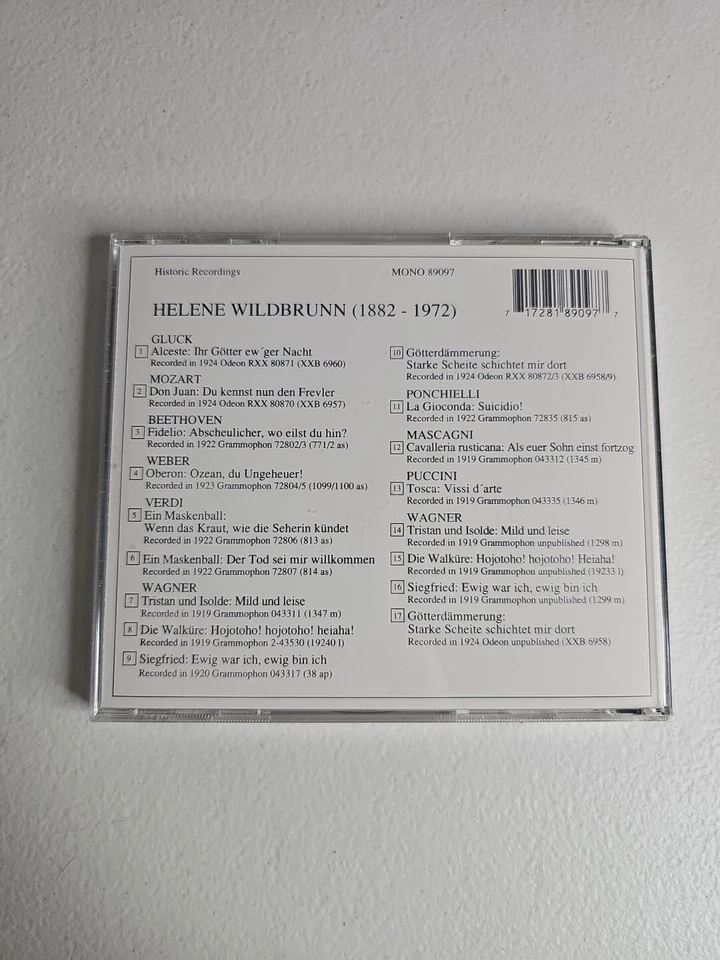 Historic Recordings
MONO 89097
7 17281 89097 7
HELENE WILDBRUNN (1882 - 1972)
GLUCK
1 Alceste: Ihr Götter ew´ger Nacht
Recorded in 1924 Odeon RXX 80871 (XXB 6960)
MOZART
2 Don Juan: Du kennst nun den Frevler
Recorded in 1924 Odeon RXX 80870 (XXB 6957)
BEETHOVEN
3 Fidelio: Abscheulicher, wo eilst du hin?
Recorded in 1922 Grammophon 72802/3 (771/2 as)
WEBER
4 Oberon: Ozean, du Ungeheuer!
Recorded in 1923 Grammophon 72804/5 (1099/1100 as)
VERDI
5 Ein Maskenball:
Wenn das Kraut, wie die Seherin kündet
Recorded in 1922 Grammophon 72806 (813 as)
6 Ein Maskenball: Der Tod sei mir willkommen
Recorded in 1922 Grammophon 72807 (814 as)
WAGNER
7 Tristan und Isolde: Mild und leise
Recorded in 1919 Grammophon 043311 (1347 m)
8 Die Walküre: Hojotoho! hojotoho! heiaha!
Recorded in 1919 Grammophon 2-43530 (19240 l)
9 Siegfried: Ewig war ich, ewig bin ich
Recorded in 1920 Grammophon 043317 (38 ap)
10 Götterdämmerung:
Starke Scheite schichtet mir dort
Recorded in 1924 Odeon RXX 80872/3 (XXB 6958/9)
PONCHIELLI
11 La Gioconda: Suicidio!
Recorded in 1922 Grammophon 72835 (815 as)
MASCAGNI
12 Cavalleria rusticana: Als euer Sohn einst fortzog
Recorded in 1919 Grammophon 043312 (1345 m)
PUCCINI
13 Tosca: Vissi d´arte
Recorded in 1919 Grammophon 043335 (1346 m)
WAGNER
14 Tristan und Isolde: Mild und leise
Recorded in 1919 Grammophon unpublished (1298 m)
15 Die Walküre: Hojotoho! hojotoho! Heiaha!
Recorded in 1919 Grammophon unpublished (19233 l)
16 Siegfried: Ewig war ich, ewig bin ich
Recorded in 1919 Grammophon unpublished (1299 m)
17 Götterdämmerung:
Starke Scheite schichtet mir dort
Recorded in 1924 Odeon unpublished (XXB 6958)